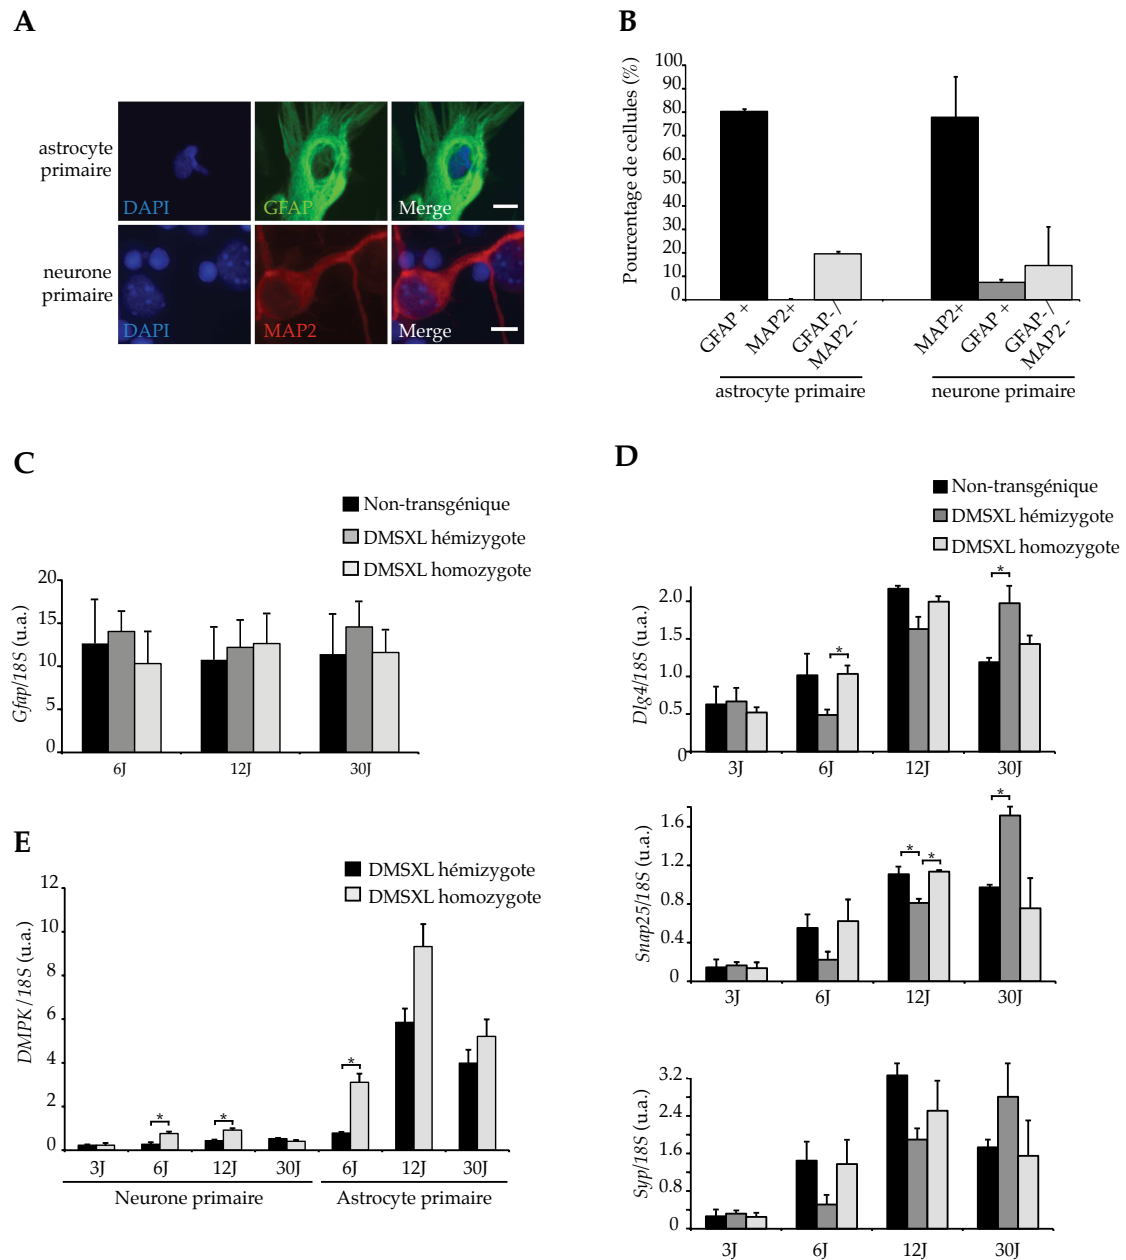 A
astrocyte
primaire
DAPI
GFAP
Merge
neurone
primaire
DAPI
MAP2
Merge
B
Pourcentage de cellules (%)
100
90
80
70
60
50
40
30
20
10
0
GFAP +
MAP2+
GFAP-/
MAP2 -
MAP2+
GFAP +
GFAP-/
MAP2 -
astrocyte primaire
neurone primaire
C
Non-transgénique
DMSXL hémizygote
DMSXL homozygote
Gfap/18S (u.a.)
20
15
10
5
0
6J
12J
30J
D
Non-transgénique
DMSXL hémizygote
DMSXL homozygote
Dlg4/18S (u.a.)
2.0
1.5
1.0
0.5
0
*
*
3J
6J
12J
30J
Snap25/18S (u.a.)
1.6
1.2
0.8
0.4
0
*
*
*
3J
6J
12J
30J
Syp/18S (u.a.)
3.2
2.4
1.6
0.8
0
3J
6J
12J
30J
E
DMSXL hémizygote
DMSXL homozygote
DMPK/18S (u.a.)
12
10
8
6
4
2
0
*
*
*
3J
6J
12J
30J
6J
12J
30J
Neurone primaire
Astrocyte primaire